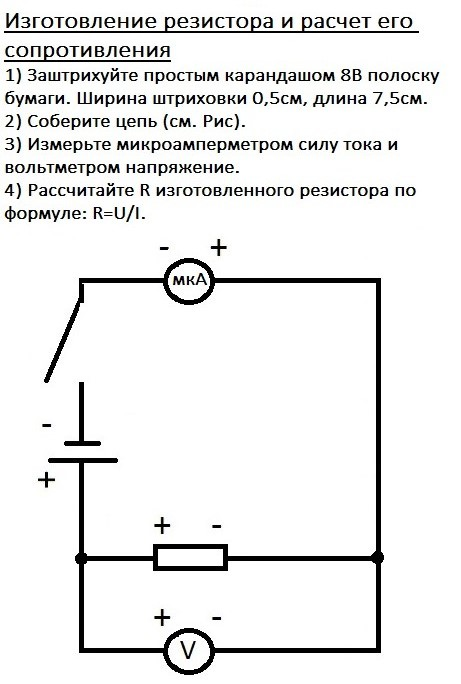 Изготовление резистора и расчет его
сопротивления
1) Заштрихуйте простым карандашом 8В полоску
бумаги. Ширина штриховки 0,5см, длина 7,5см.
2) Соберите цепь (см. Рис).
3) Измерьте микроамперметром силу тока и
вольтметром напряжение.
4) Рассчитайте R изготовленного резистора по
формуле: R=U/I.
- +
мкА
-
+
+ -
+ -
V